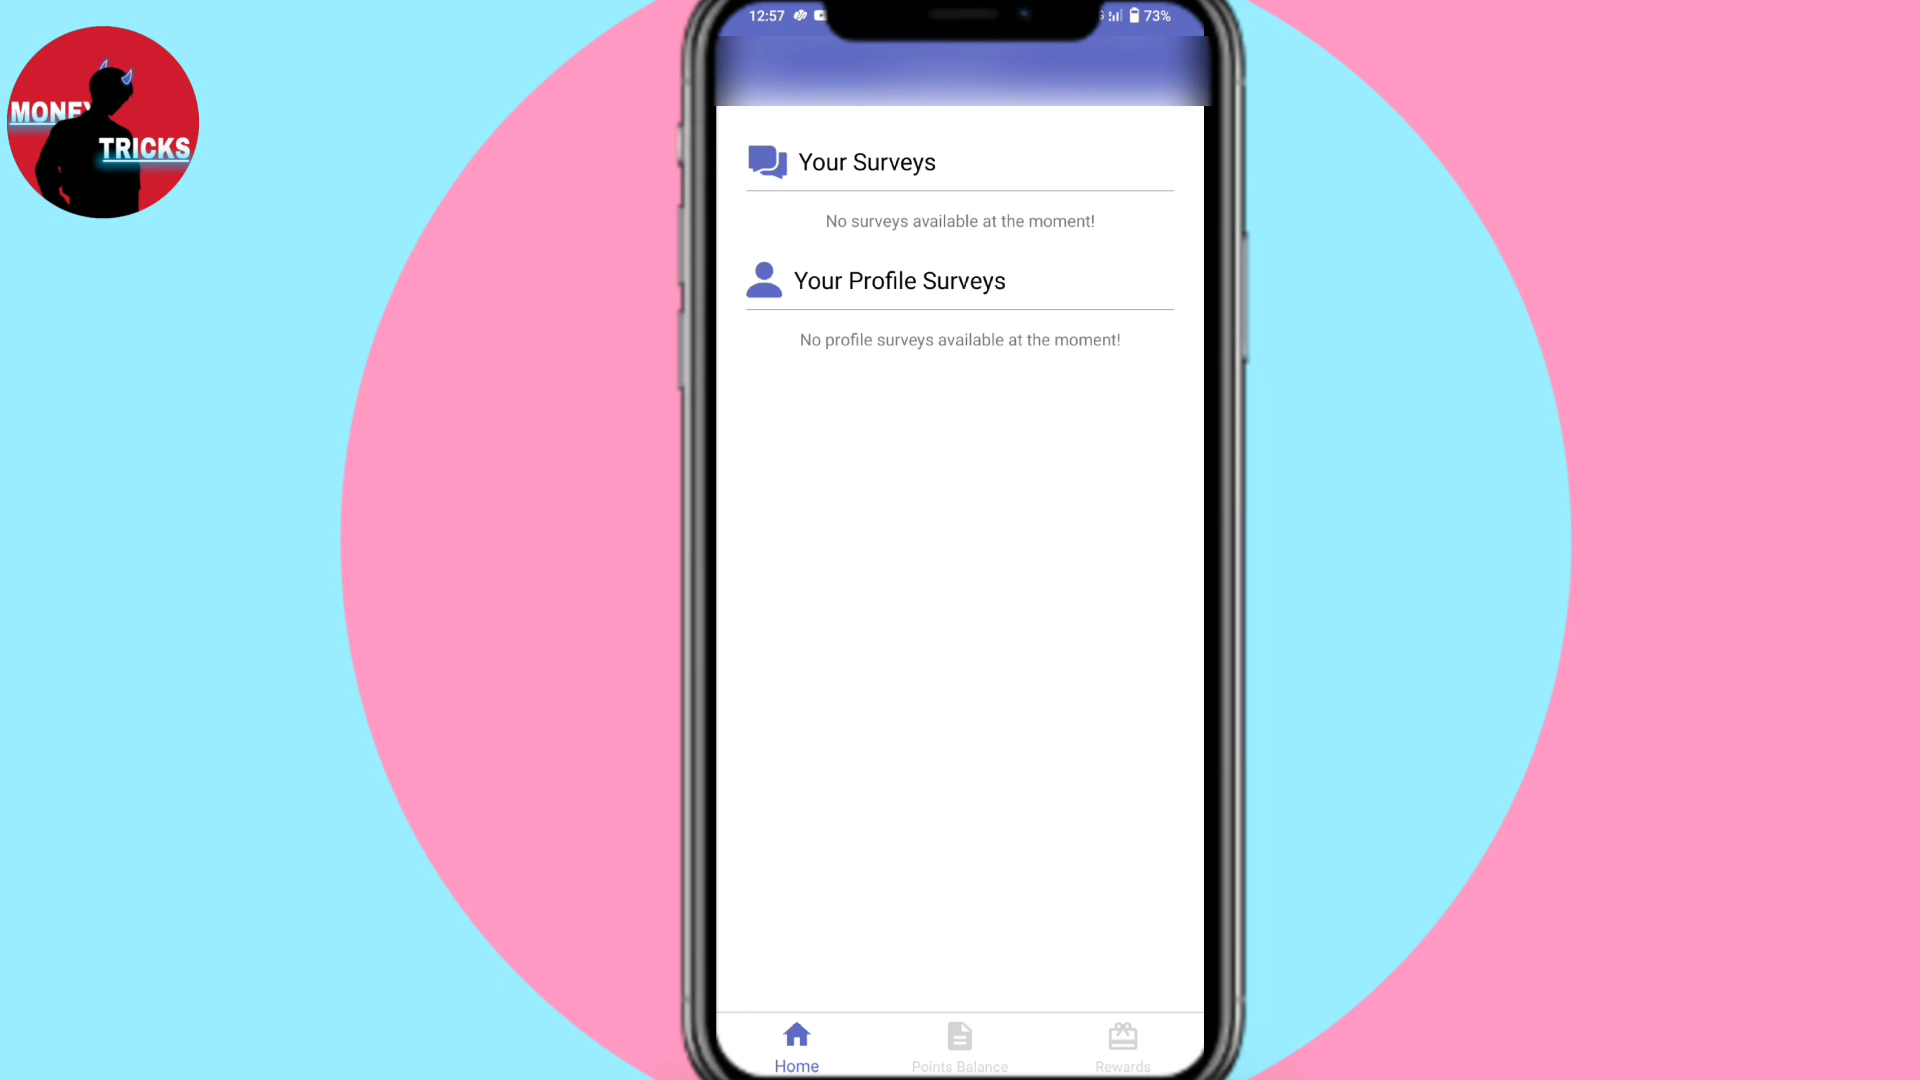 MONEY
TRICKS
12:57
73%
Your Surveys
No surveys available at the moment!
Your Profile Surveys
No profile surveys available at the moment!
Home
Points Balance
Rewards